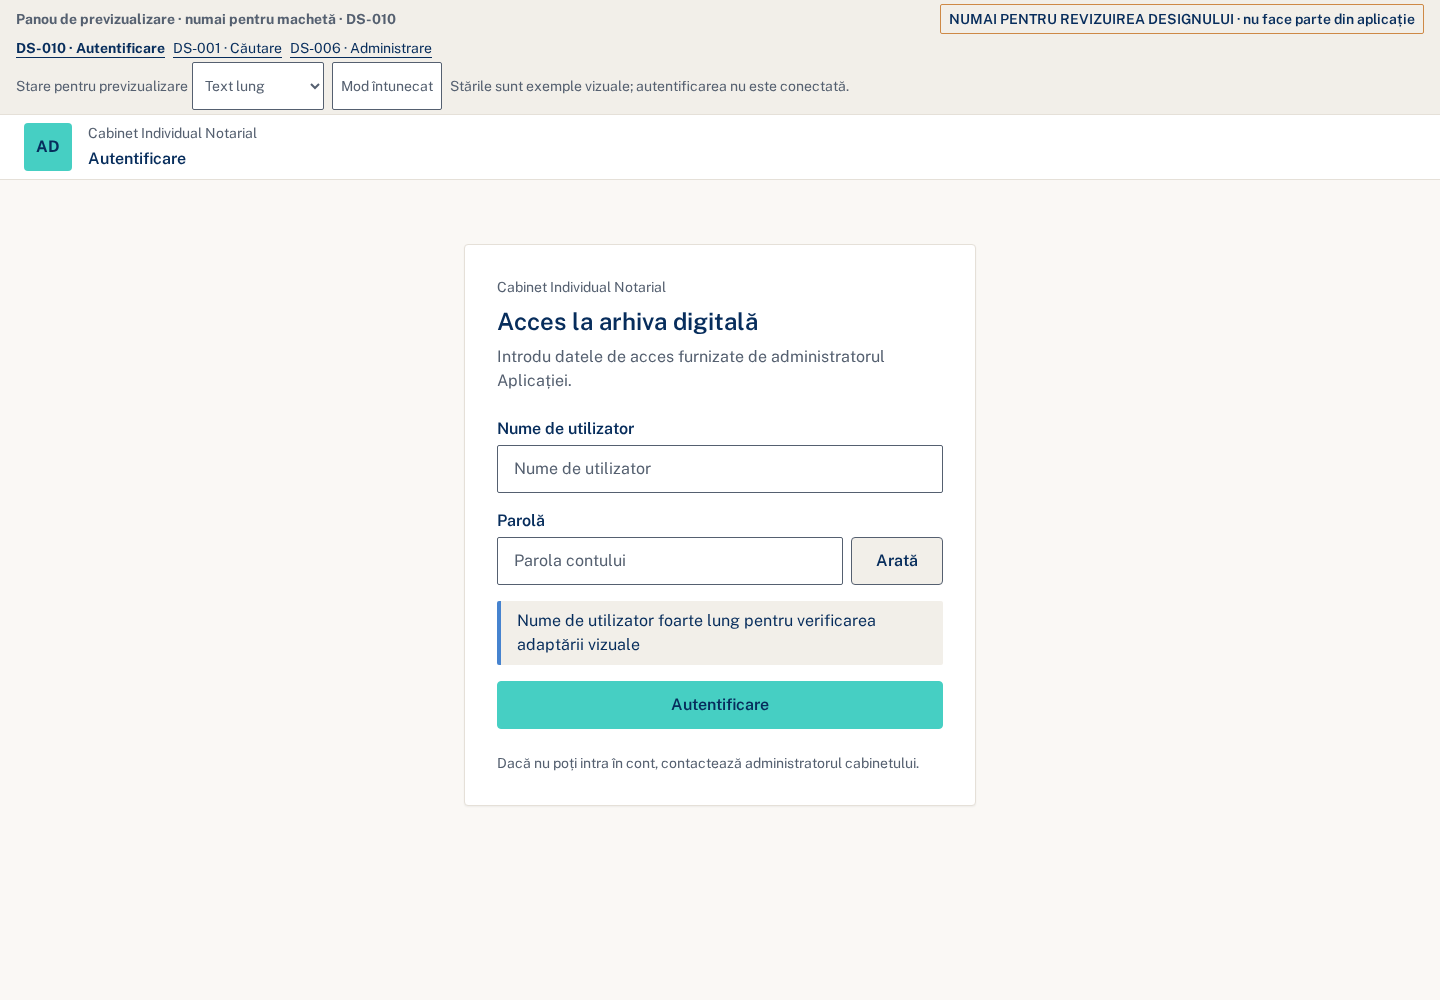 Panou de previzualizare · numai pentru machetă · DS-010
NUMAI PENTRU REVIZUIREA DESIGNULUI · nu face parte din aplicație
DS-010 · Autentificare DS-001 · Căutare DS-006 · Administrare
Stare pentru previzualizare Text lung Mod întunecat Stările sunt exemple vizuale; autentificarea nu este conectată.
AD
Cabinet Individual Notarial
Autentificare
Cabinet Individual Notarial
Acces la arhiva digitală
Introdu datele de acces furnizate de administratorul
Aplicației.
Nume de utilizator
Nume de utilizator
Parolă
Parola contului Arată
Nume de utilizator foarte lung pentru verificarea
adaptării vizuale
Autentificare
Dacă nu poți intra în cont, contactează administratorul cabinetului.